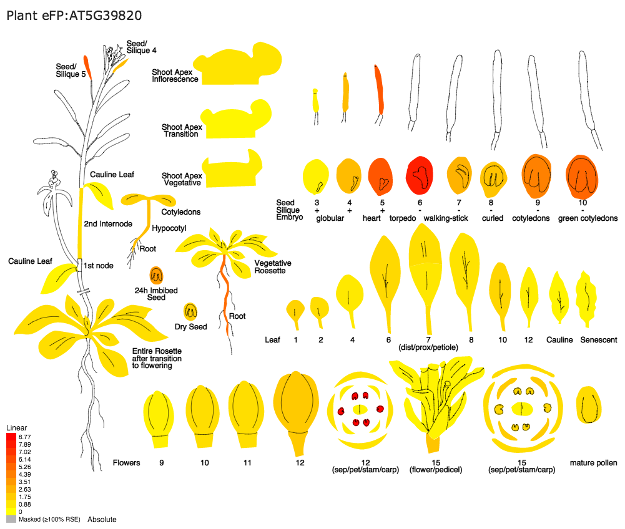 Plant eFP:AT5G39820
Seed/
Silique 4
Seed/
Silique 5
Shoot Apex
Inflorescence
Shoot Apex
Transition
Shoot Apex
Vegetative
Cauline Leaf
Cotyledons
2nd Internode
Hypocotyl
Root
Cauline Leaf
1st node
Vegetative
Roesette
24h Imbibed
Seed
Dry Seed
Root
Entire Rosette
after transition
to flowering
Seed 3 4 5 6 7 8 9 10
Silique + + + - - - - -
Embryo globular heart torpedo walking-stick curled cotyledons green cotyledons
Leaf 1 2 4 6 7 8 10 12 Cauline Senescent
(dist/prox/petiole)
Flowers 9 10 11 12 12 15 15 mature pollen
(sep/pet/stam/carp) (flower/pedicel) (sep/pet/stam/carp)
Linear
8.77
7.89
7.02
6.14
5.26
4.39
3.51
2.63
1.75
0.88
0
Masked (≥100% RSE) Absolute